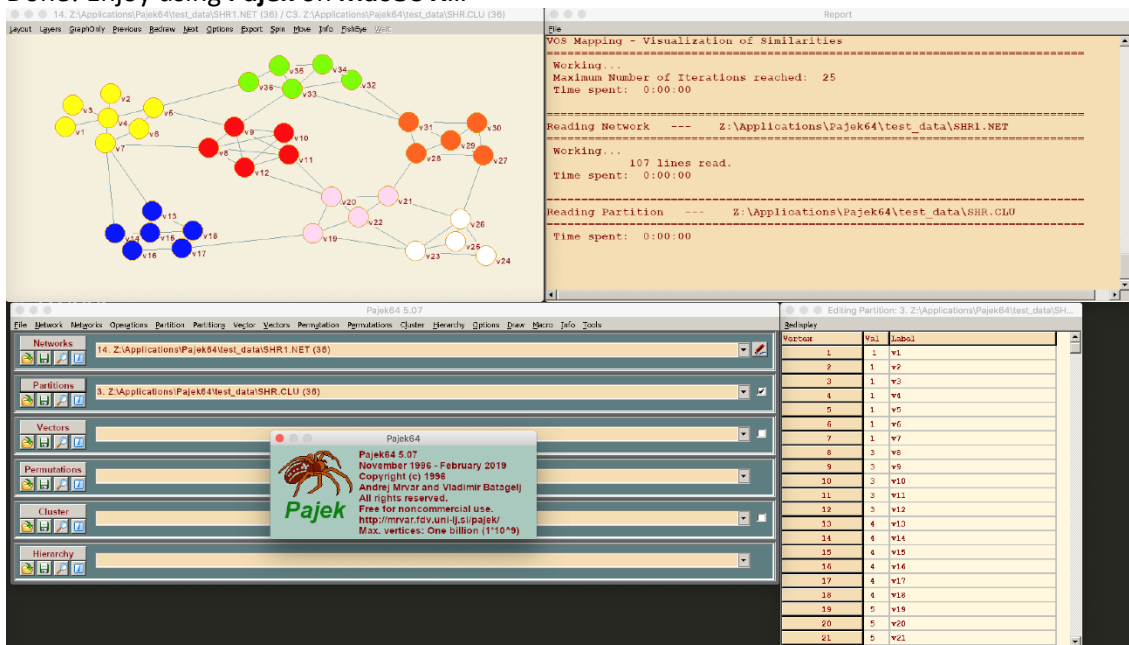 Enjoy using Pajek on
14. Z:\Applications\Pajek64\test_data\SHR1.NET (36) / C3. Z:\Applications\Pajek64\test_data\SHR.CLU (36)
Layout Layers GraphOnly Previous Redraw Next Options Export Spin Move Info FishEye Wait
v35
v34
v36
v33
v32
v2
v3
v5
v4
v1
v6
v7
v9
v10
v8
v11
v12
v31
v30
v29
v28
v27
v20
v21
v22
v26
v19
v25
v23
v24
v13
v14
v15
v18
v16
v17
Report
File
VOS Mapping - Visualization of Similarities
Working...
Maximum Number of Iterations reached: 25
Time spent: 0:00:00
Reading Network --- Z:\Applications\Pajek64\test_data\SHR1.NET
Working...
107 lines read.
Time spent: 0:00:00
Reading Partition --- Z:\Applications\Pajek64\test_data\SHR.CLU
Time spent: 0:00:00
Pajek64 5.07
File Network Networks Operations Partition Partitions Vector Vectors Permutation Permutations Cluster Hierarchy Options Draw Macro Info Tools
Networks
14. Z:\Applications\Pajek64\test_data\SHR1.NET (36)
Partitions
3. Z:\Applications\Pajek64\test_data\SHR.CLU (36)
Vectors
Permutations
Cluster
Hierarchy
Pajek64
Pajek
Pajek64 5.07
November 1996 - February 2019
Copyright (c) 1996
Andrej Mrvar and Vladimir Batagelj
All rights reserved.
Free for noncommercial use.
http://mrvar.fdv.uni-lj.si/pajek/
Max. vertices: One billion (1*10^9)
Editing Partition: 3. Z:\Applications\Pajek64\test_data\SH...
Redisplay
Vertex Val Label
1 1 v1
2 1 v2
3 1 v3
4 1 v4
5 1 v5
6 1 v6
7 1 v7
8 3 v8
9 3 v9
10 3 v10
11 3 v11
12 3 v12
13 4 v13
14 4 v14
15 4 v15
16 4 v16
17 4 v17
18 4 v18
19 5 v19
20 5 v20
21 5 v21